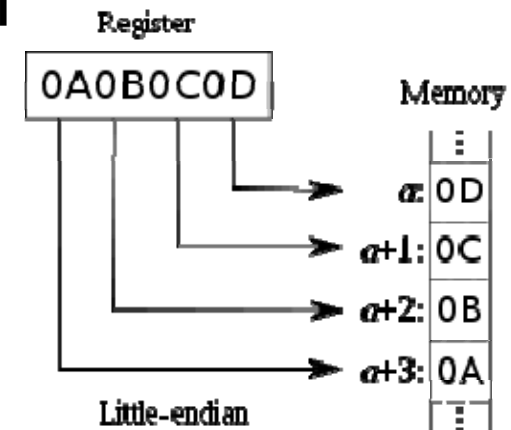 Register
0A0B0C0D
Memory
a: 0D
a+1: 0C
a+2: 0B
a+3: 0A
Little-endian